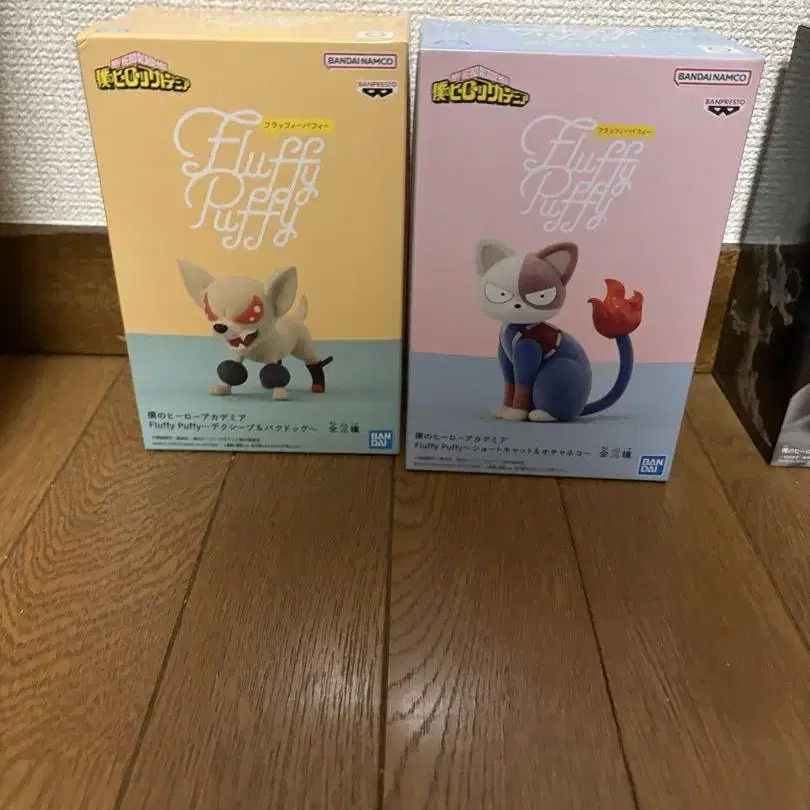 僕のヒーローアカデミア
BANDAI NAMCO
BANPRESTO
フラッフィーパフィー
Fluffy
Puffy
僕のヒーローアカデミア
Fluffy Puffy～デクシープ&バクドッグ～ 全2種
BAN
DAI
僕のヒーローアカデミア
BANDAI NAMCO
BANPRESTO
フラッフィーパフィー
Fluffy
Puffy
僕のヒーローアカデミア
Fluffy Puffy～ショートキャット&オチャネコ～ 全2種
BAN
DAI